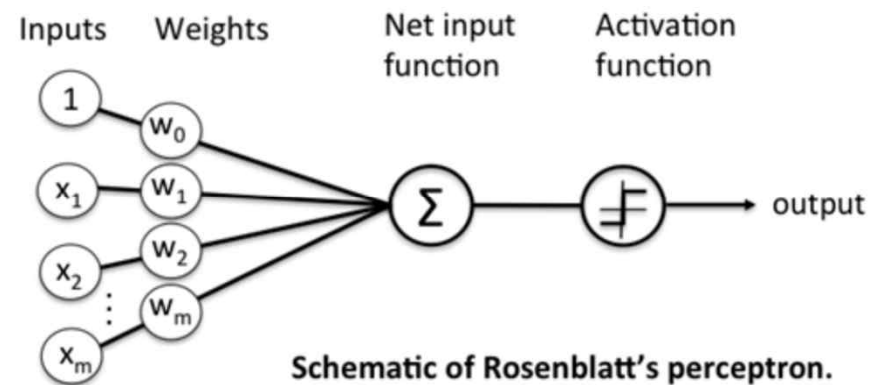 Inputs Weights Net input function Activation function
1
w0
x1
w1
x2
w2
⋮
wm
xm
Σ
output
Schematic of Rosenblatt's perceptron.